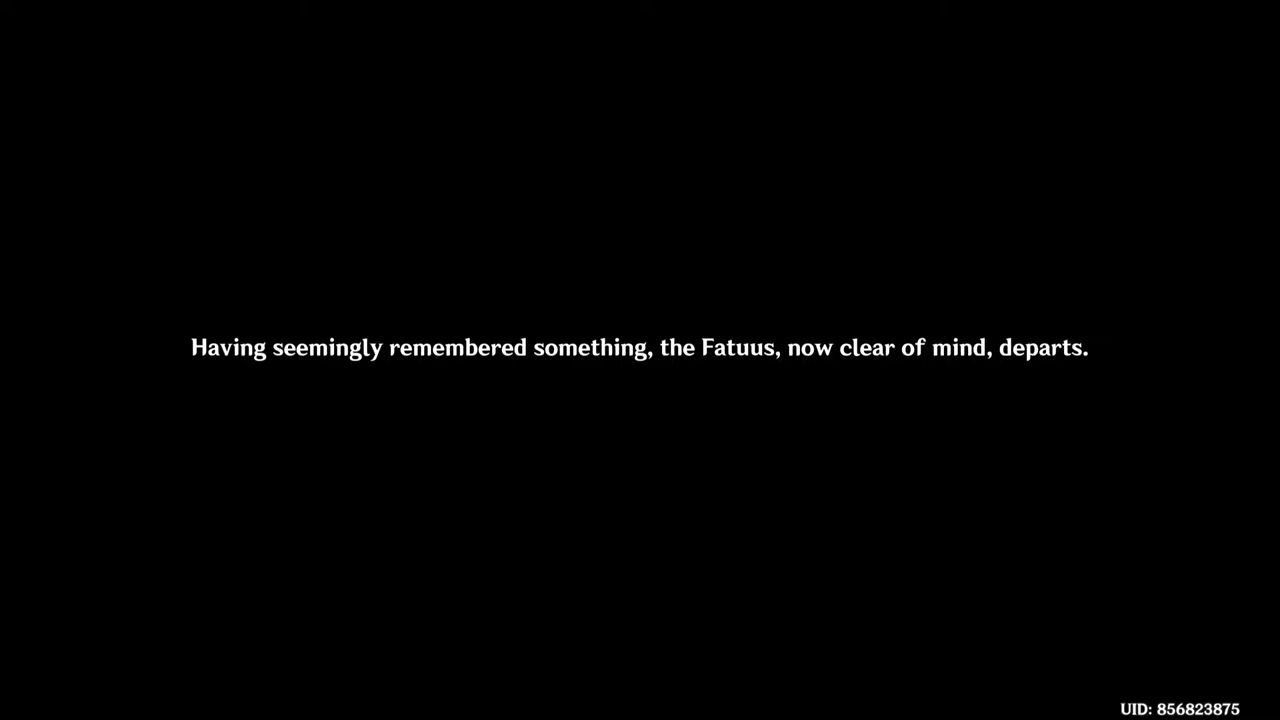 Having seemingly remembered something, the Fatuus, now clear of mind, departs.
UID: 856823875